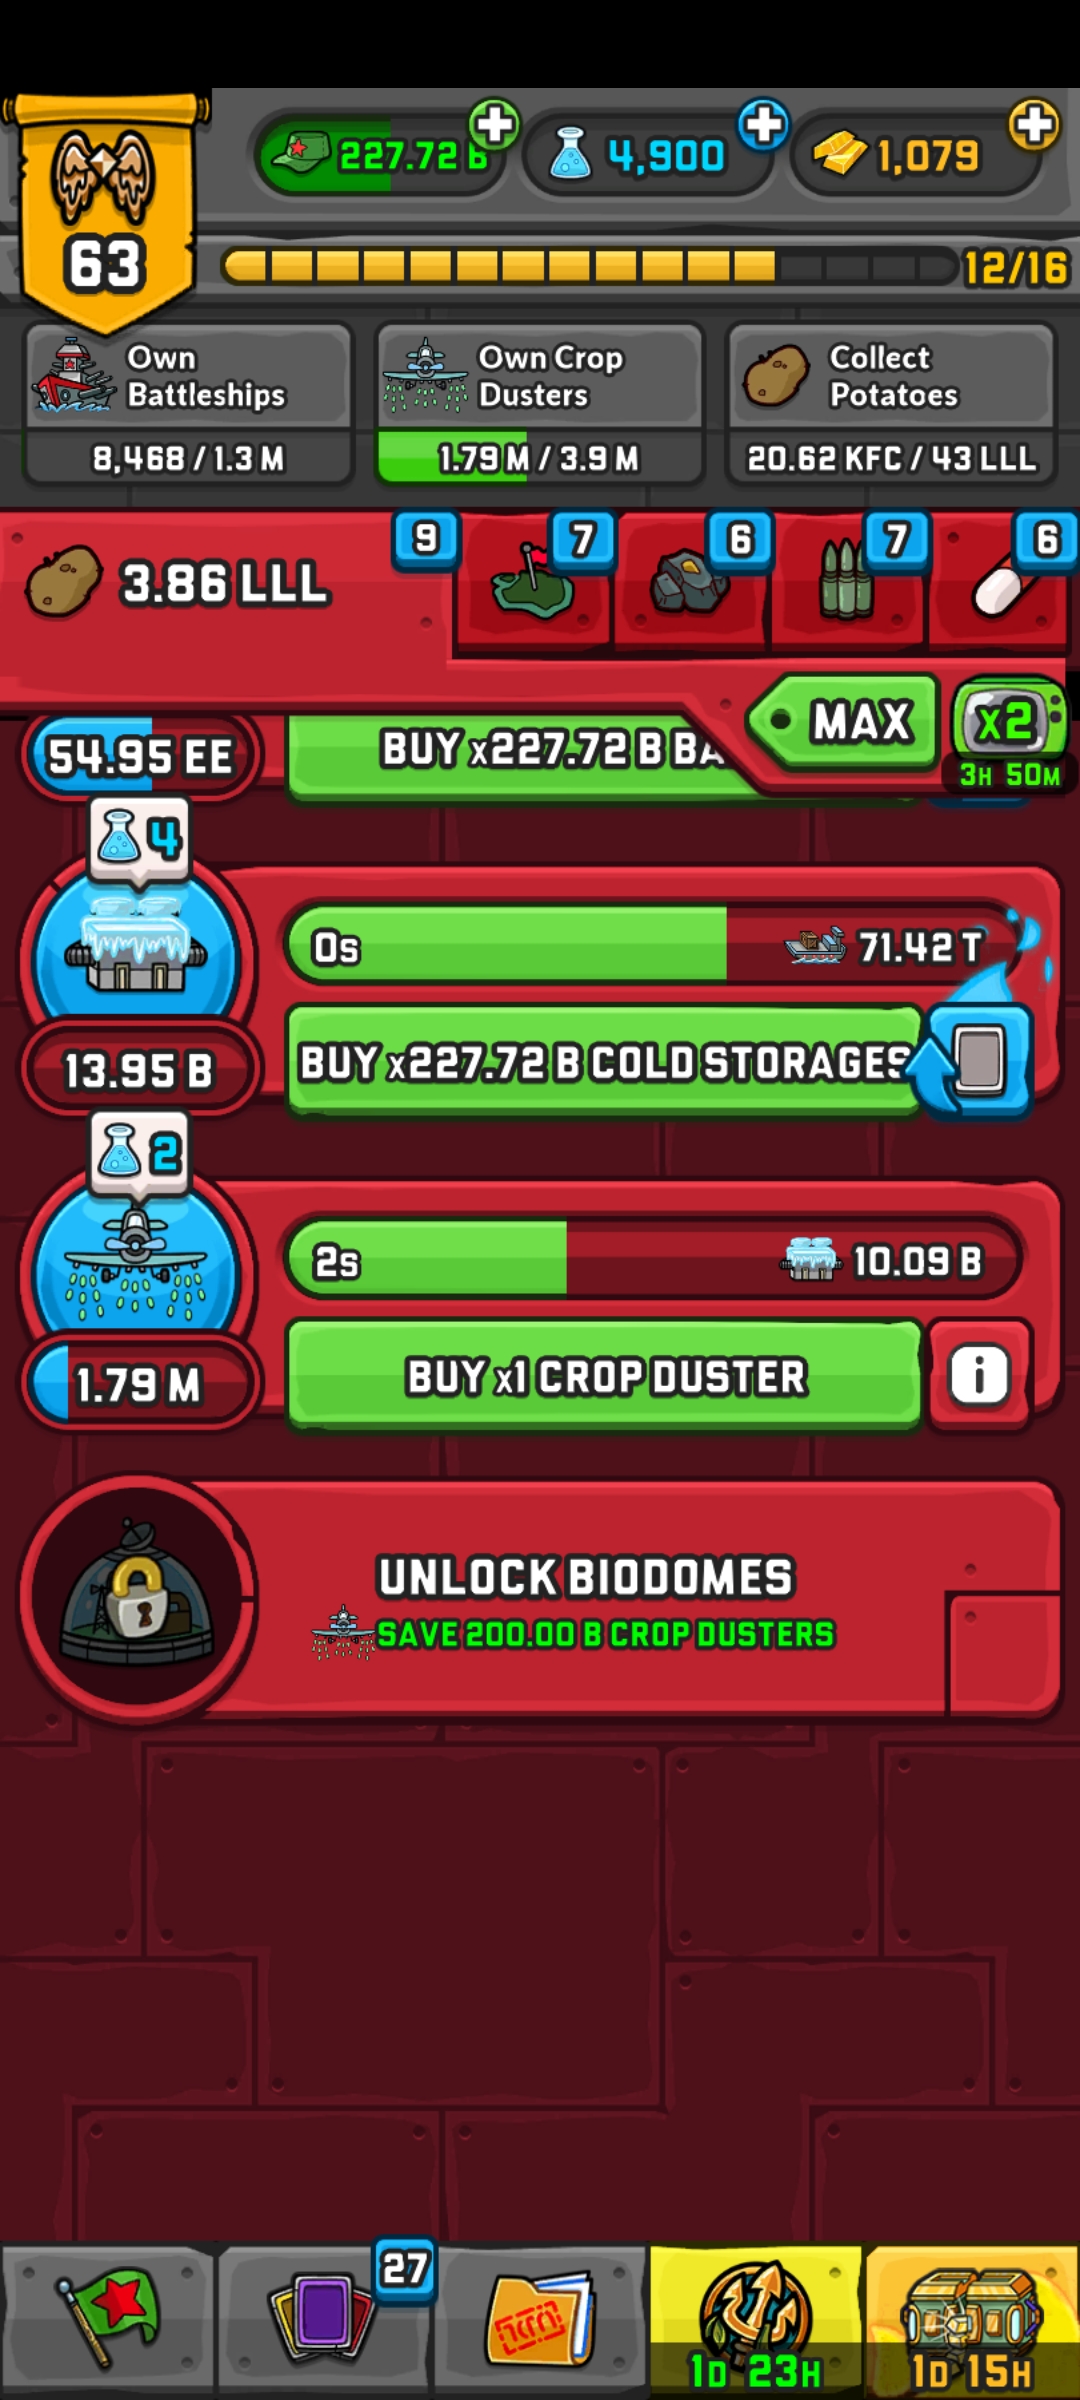 227.72 B
4,900
1,079
63
12/16
Own
Battleships
8,468 / 1.3 M
Own Crop
Dusters
1.79 M / 3.9 M
Collect
Potatoes
20.62 KFC / 43 LLL
3.86 LLL
9
7
6
7
6
MAX
x2
3H 50M
54.95 EE
BUY x227.72 B BA
4
0s
71.42 T
13.95 B
BUY x227.72 B COLD STORAGES
2
2s
10.09 B
1.79 M
BUY x1 CROP DUSTER
i
UNLOCK BIODOMES
SAVE 200.00 B CROP DUSTERS
27
1D 23H
1D 15H